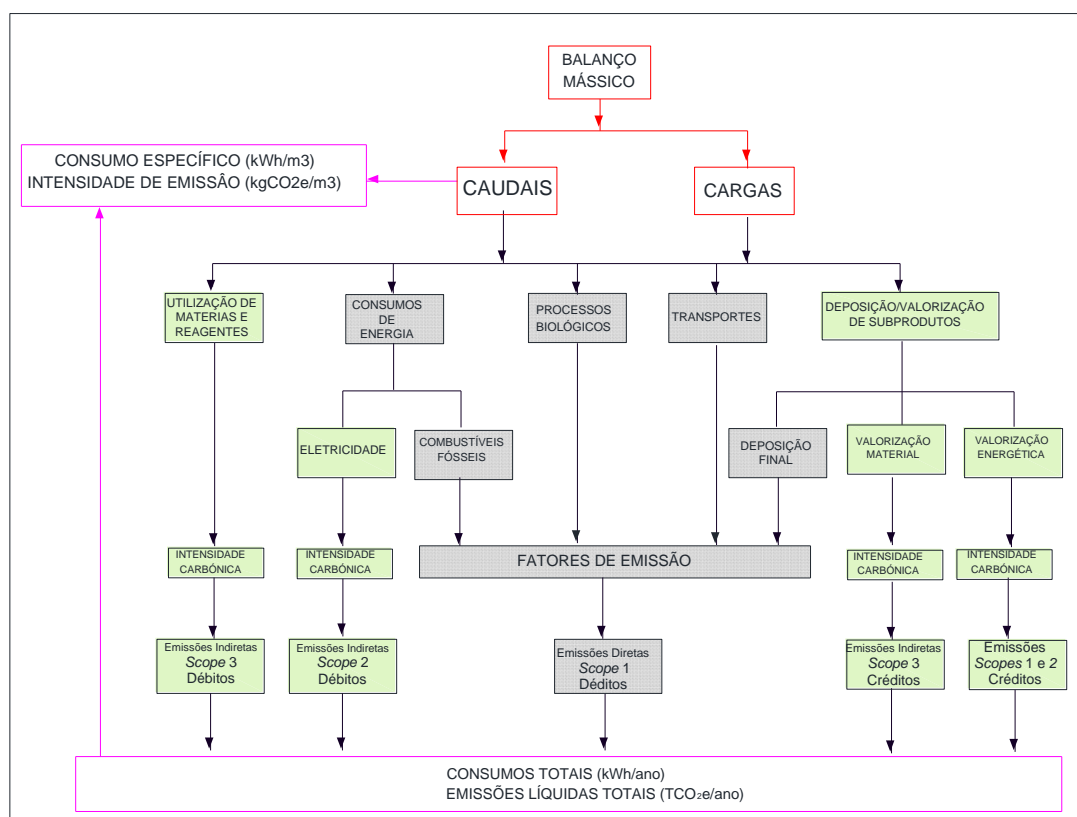 BALANÇO
MÁSSICO
CONSUMO ESPECÍFICO (kWh/m3)
INTENSIDADE DE EMISSÂO (kgCO2e/m3)
CAUDAIS
CARGAS
UTILIZAÇÃO DE
MATERIAS E
REAGENTES
CONSUMOS
DE
ENERGIA
PROCESSOS
BIOLÓGICOS
TRANSPORTES
DEPOSIÇÃO/VALORIZAÇÃO
DE SUBPRODUTOS
ELETRICIDADE
COMBUSTÍVEIS
FÓSSEIS
DEPOSIÇÃO
FINAL
VALORIZAÇÃO
MATERIAL
VALORIZAÇÃO
ENERGÉTICA
INTENSIDADE
CARBÓNICA
INTENSIDADE
CARBÓNICA
FATORES DE EMISSÃO
INTENSIDADE
CARBÓNICA
INTENSIDADE
CARBÓNICA
Emissões Indiretas
Scope 3
Débitos
Emissões Indiretas
Scope 2
Débitos
Emissões Diretas
Scope 1
Déditos
Emissões Indiretas
Scope 3
Créditos
Emissões
Scopes 1 e 2
Créditos
CONSUMOS TOTAIS (kWh/ano)
EMISSÕES LÍQUIDAS TOTAIS (TCO₂e/ano)